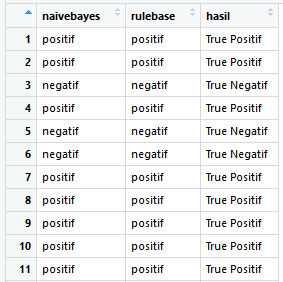 naivebayes rulebase hasil
1 positif positif True Positif
2 positif positif True Positif
3 negatif negatif True Negatif
4 positif positif True Positif
5 negatif negatif True Negatif
6 negatif negatif True Negatif
7 positif positif True Positif
8 positif positif True Positif
9 positif positif True Positif
10 positif positif True Positif
11 positif positif True Positif